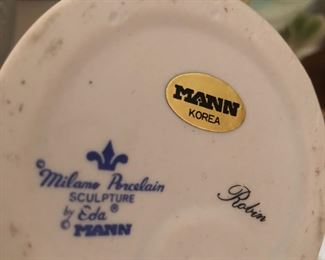 MANN
KOREA
© Milano Porcelain
SCULPTURE
by Eda®
© MANN
Robin